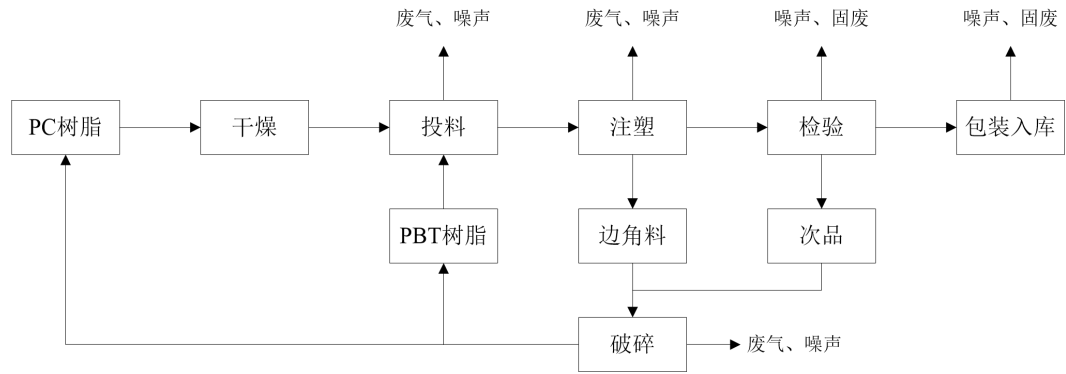 废气、噪声
废气、噪声
噪声、固废
噪声、固废
PC树脂
干燥
投料
注塑
检验
包装入库
PBT树脂
边角料
次品
破碎
废气、噪声